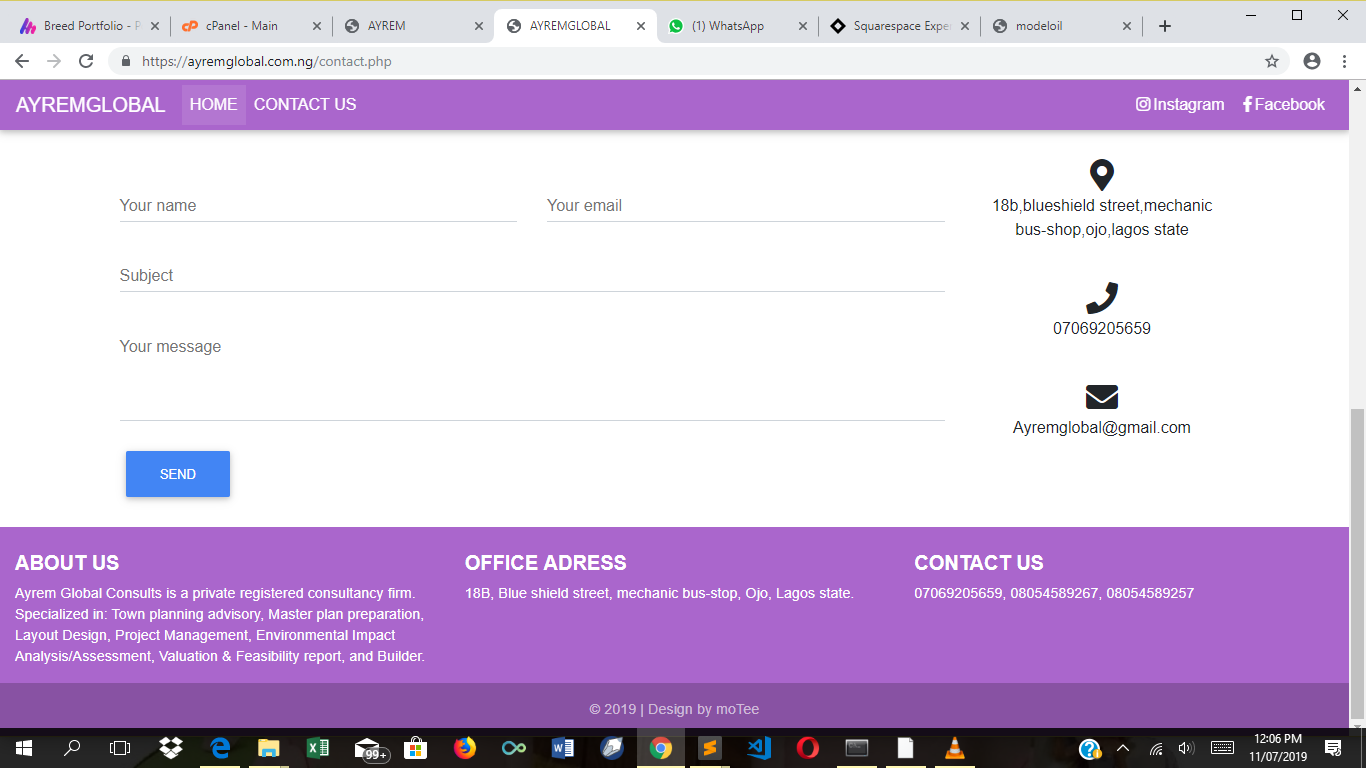 Breed Portfolio - P
cPanel - Main
AYREM
AYREMGLOBAL
(1) WhatsApp
Squarespace Expe
modeloil
https://ayremglobal.com.ng/contact.php
AYREMGLOBAL HOME CONTACT US Instagram Facebook
Your name
Your email
Subject
Your message
SEND
18b,blueshield street,mechanic
bus-shop,ojo,lagos state
07069205659
Ayremglobal@gmail.com
ABOUT US
Ayrem Global Consults is a private registered consultancy firm.
Specialized in: Town planning advisory, Master plan preparation,
Layout Design, Project Management, Environmental Impact
Analysis/Assessment, Valuation & Feasibility report, and Builder.
OFFICE ADRESS
18B, Blue shield street, mechanic bus-stop, Ojo, Lagos state.
CONTACT US
07069205659, 08054589267, 08054589257
© 2019 | Design by moTee
99+
12:06 PM
11/07/2019